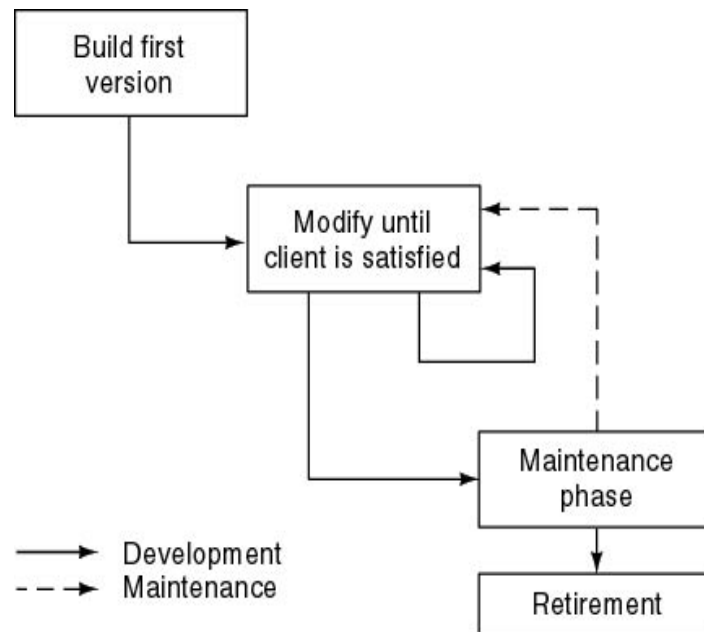 Build first
version
Modify until
client is satisfied
Maintenance
phase
Development
Maintenance
Retirement